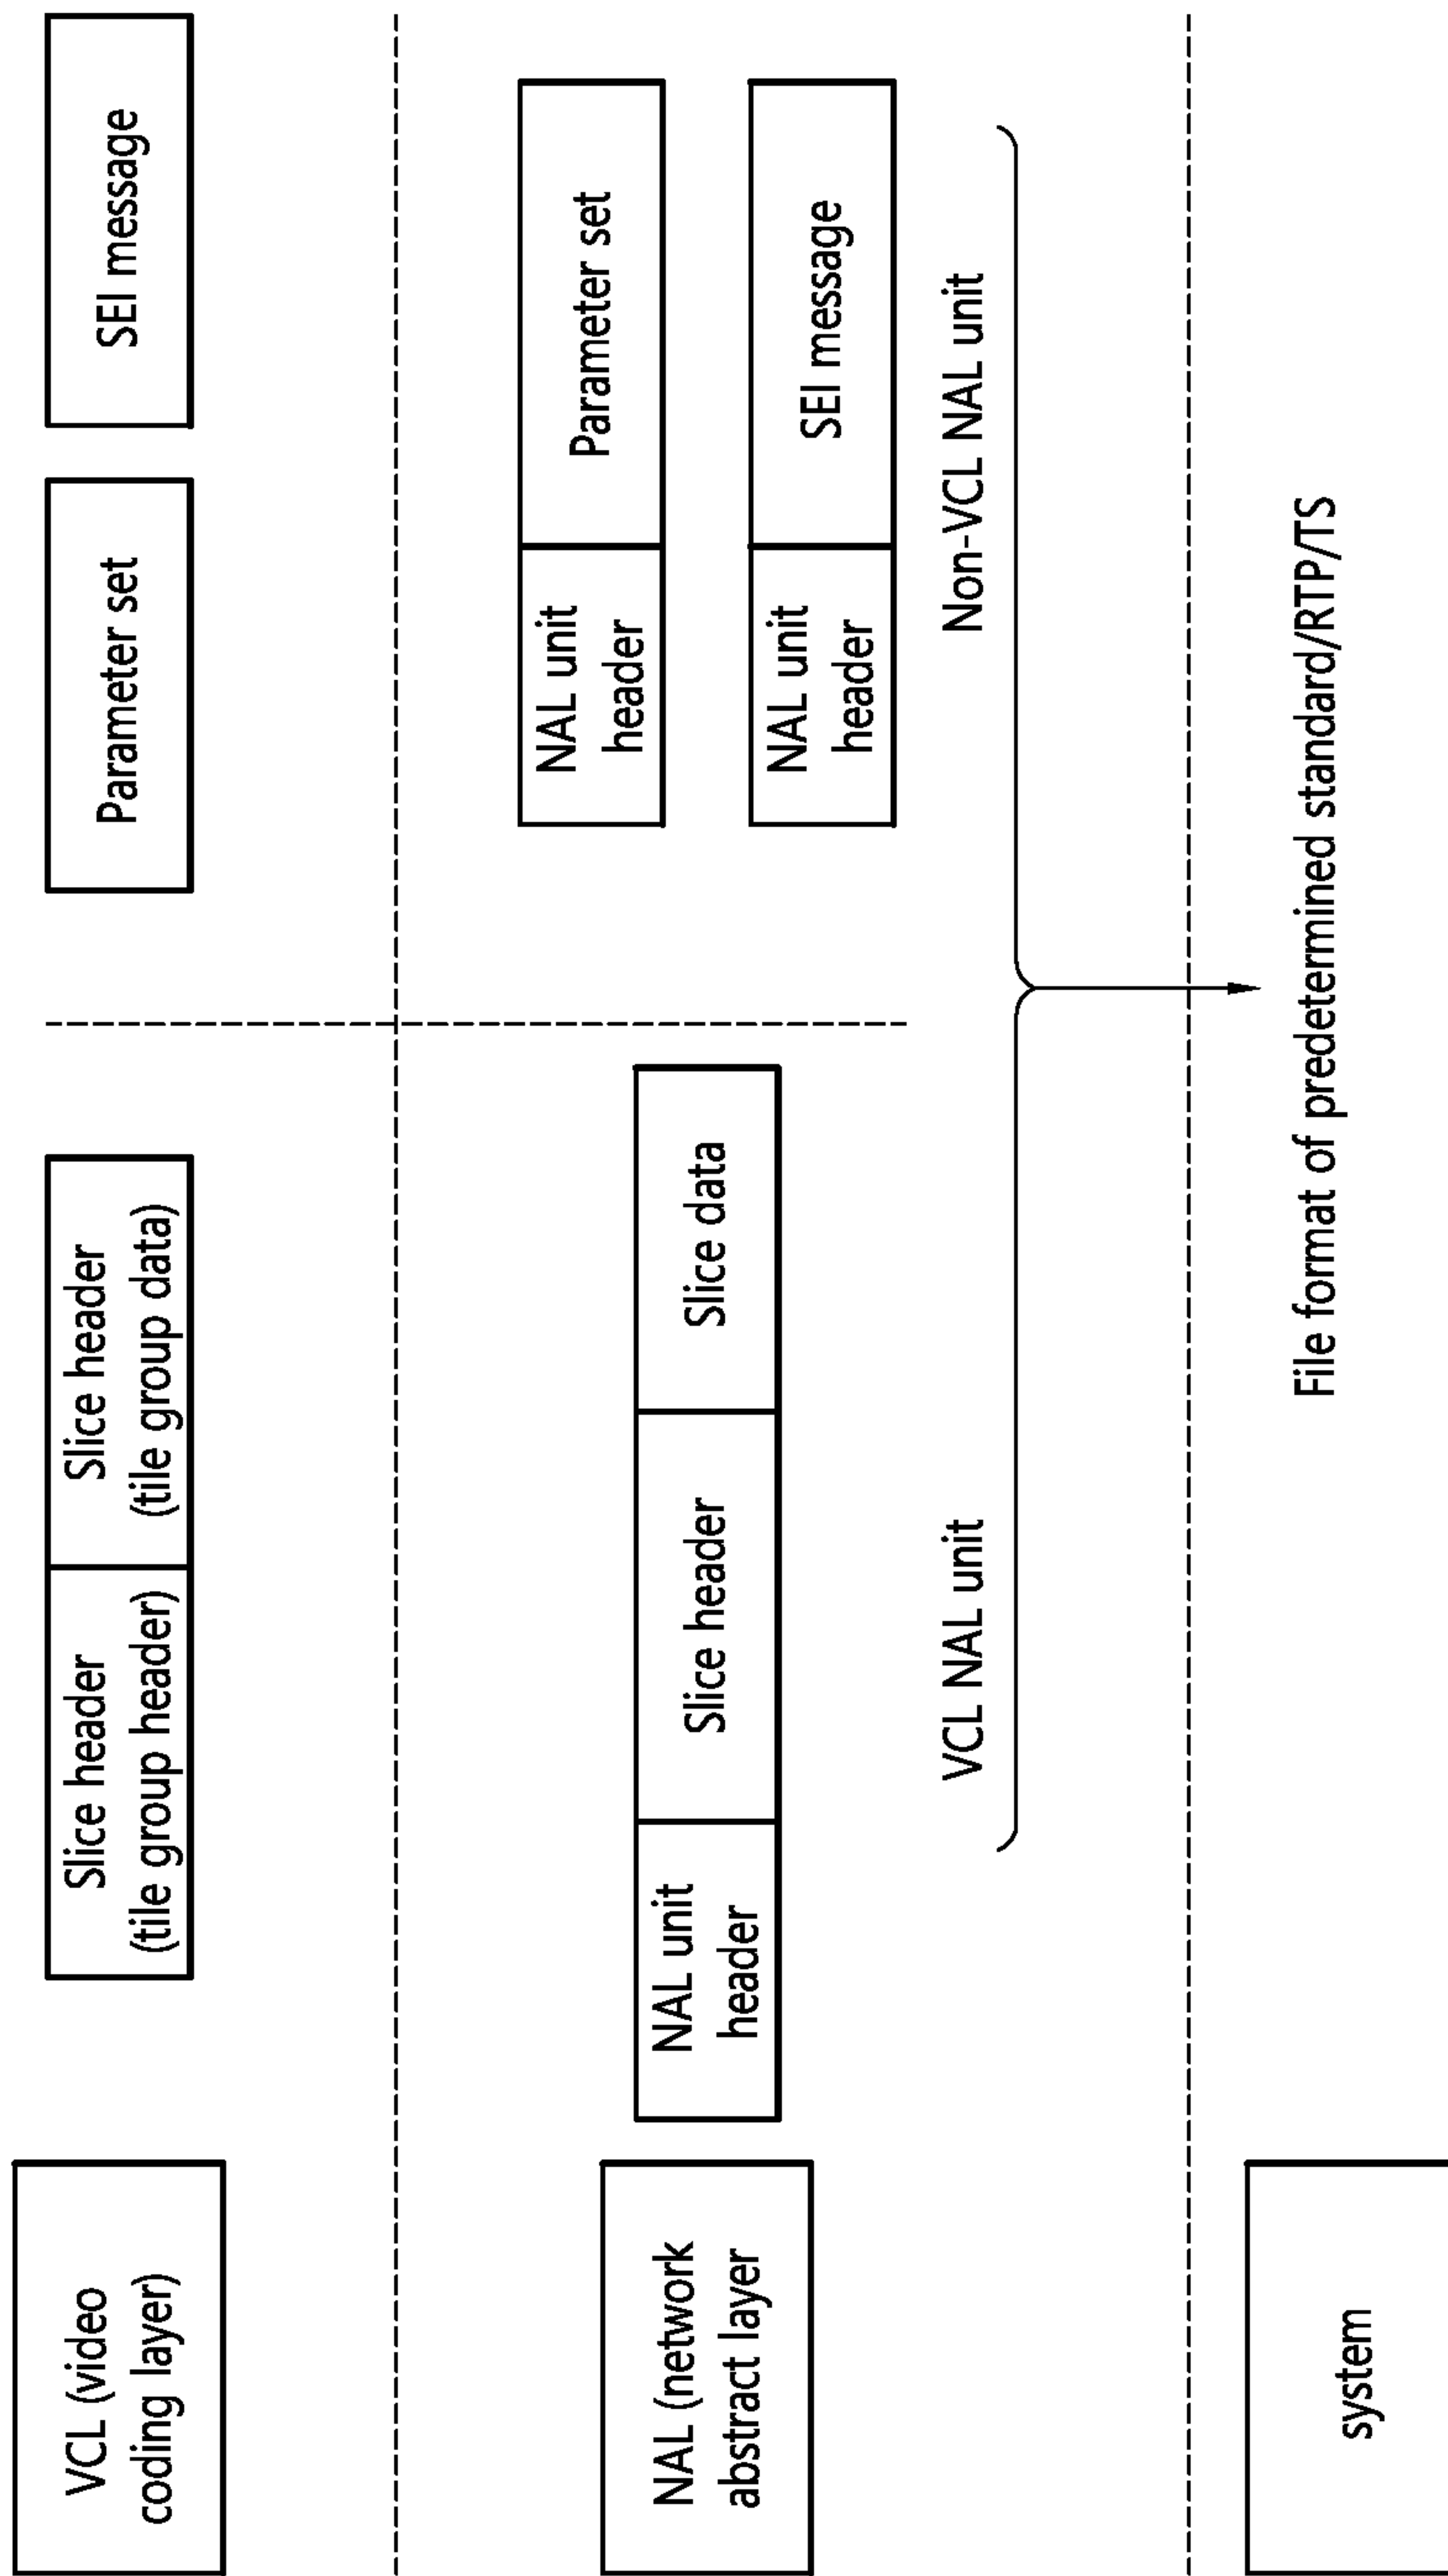 VCL (video
coding layer)
Slice header
(tile group header)
Slice header
(tile group data)
Parameter set
SEI message
NAL (network
abstract layer
NAL unit
header
Slice header
Slice data
NAL unit
header
Parameter set
NAL unit
header
SEI message
VCL NAL unit
Non-VCL NAL unit
system
File format of predetermined standard/RTP/TS